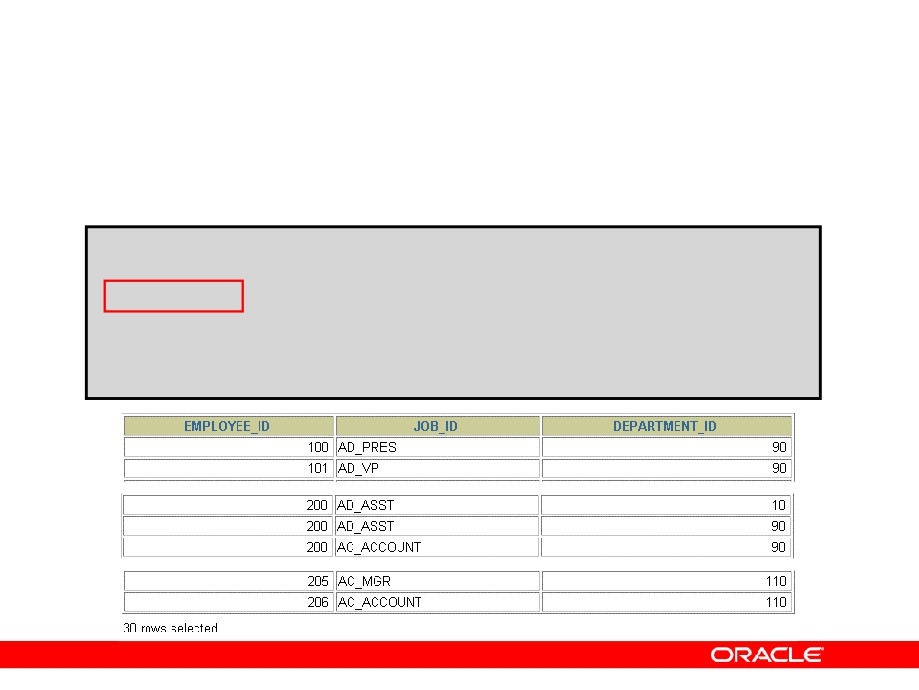 EMPLOYEE_ID JOB_ID DEPARTMENT_ID
100 AD_PRES 90
101 AD_VP 90
200 AD_ASST 10
200 AD_ASST 90
200 AC_ACCOUNT 90
205 AC_MGR 110
206 AC_ACCOUNT 110
30 rows selected
ORACLE